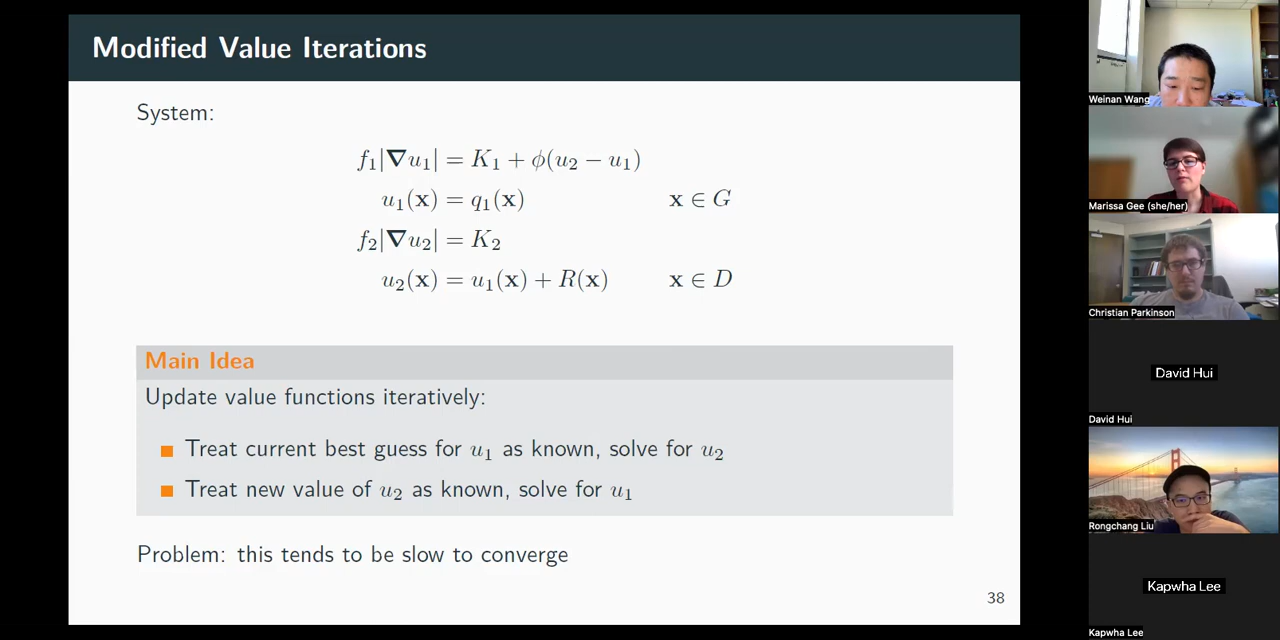 Modified Value Iterations
System:
f₁|∇u₁| = K₁ + ϕ(u₂ − u₁)
u₁(x) = q₁(x) x ∈ G
f₂|∇u₂| = K₂
u₂(x) = u₁(x) + R(x) x ∈ D
Main Idea
Update value functions iteratively:
Treat current best guess for u₁ as known, solve for u₂
Treat new value of u₂ as known, solve for u₁
Problem: this tends to be slow to converge
38
Weinan Wang
Marissa Gee (she/her)
Christian Parkinson
David Hui
David Hui
Rongchang Liu
Kapwha Lee
Kapwha Lee